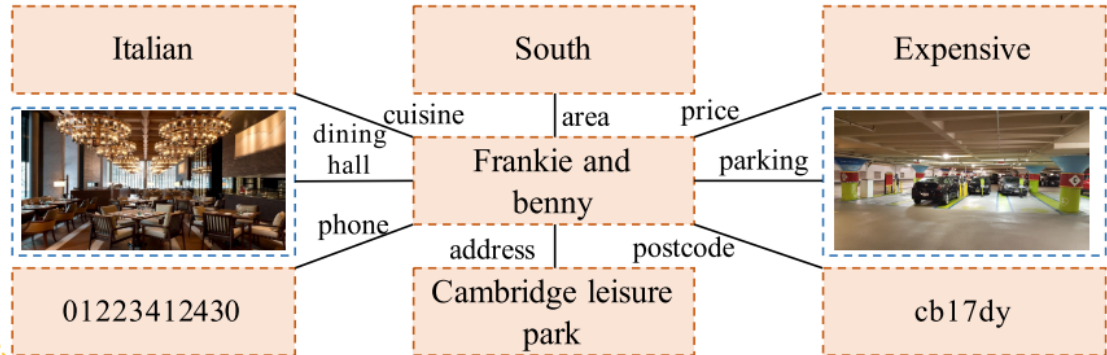 Italian
South
Expensive
cuisine
area
price
dining
hall
Frankie and
benny
parking
phone
address
postcode
01223412430
Cambridge leisure
park
cb17dy